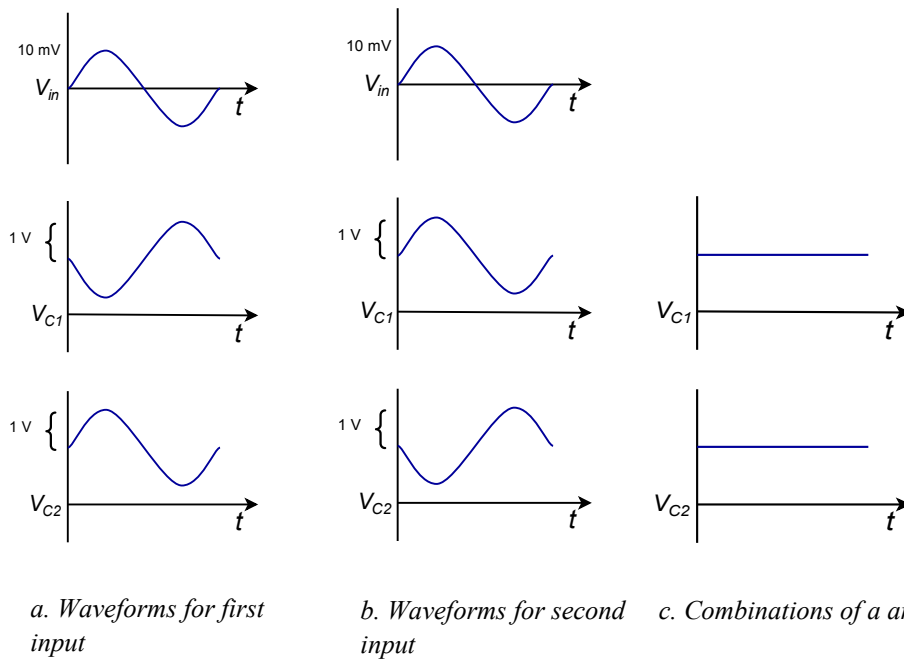 10 mV
V_in
t
10 mV
V_in
t
1 V
{
V_C1
t
1 V
{
V_C1
t
V_C1
t
1 V
{
V_C2
t
1 V
{
V_C2
t
V_C2
t
a. Waveforms for first
input
b. Waveforms for second
input
c. Combinations of a